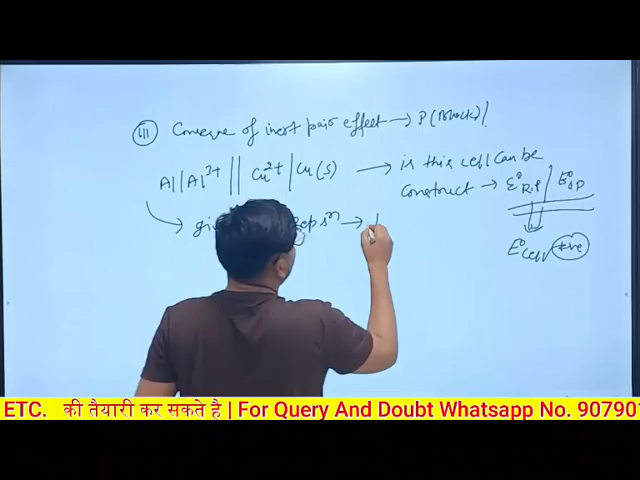 (iii) Converse of inert pair effect → P(Block)/
Al|Al³⁺ || Cu²⁺|Cu(s) → is this cell can be
construct → E°R.P / E°O.P
E°cell +ve
ETC. की तैयारी कर सकते है | For Query And Doubt Whatsapp No. 90790